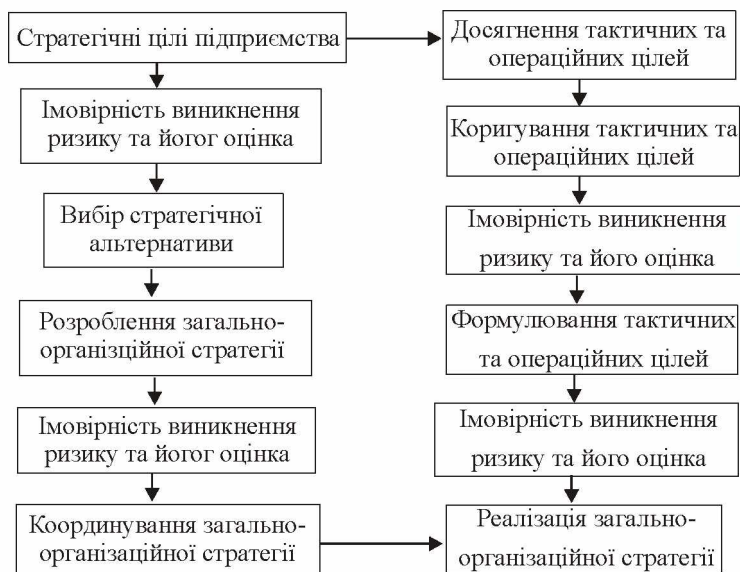 Стратегічні цілі підприємства
Імовірність виникнення
ризику та йогог оцінка
Вибір стратегічної
альтернативи
Розроблення загально-
організційної стратегії
Імовірність виникнення
ризику та йогог оцінка
Координування загально-
організаційної стратегії
Досягнення тактичних та
операційних цілей
Коригування тактичних та
операційних цілей
Імовірність виникнення
ризику та його оцінка
Формулювання тактичних
та операційних цілей
Імовірність виникнення
ризику та його оцінка
Реалізація загально-
організаційної стратегії